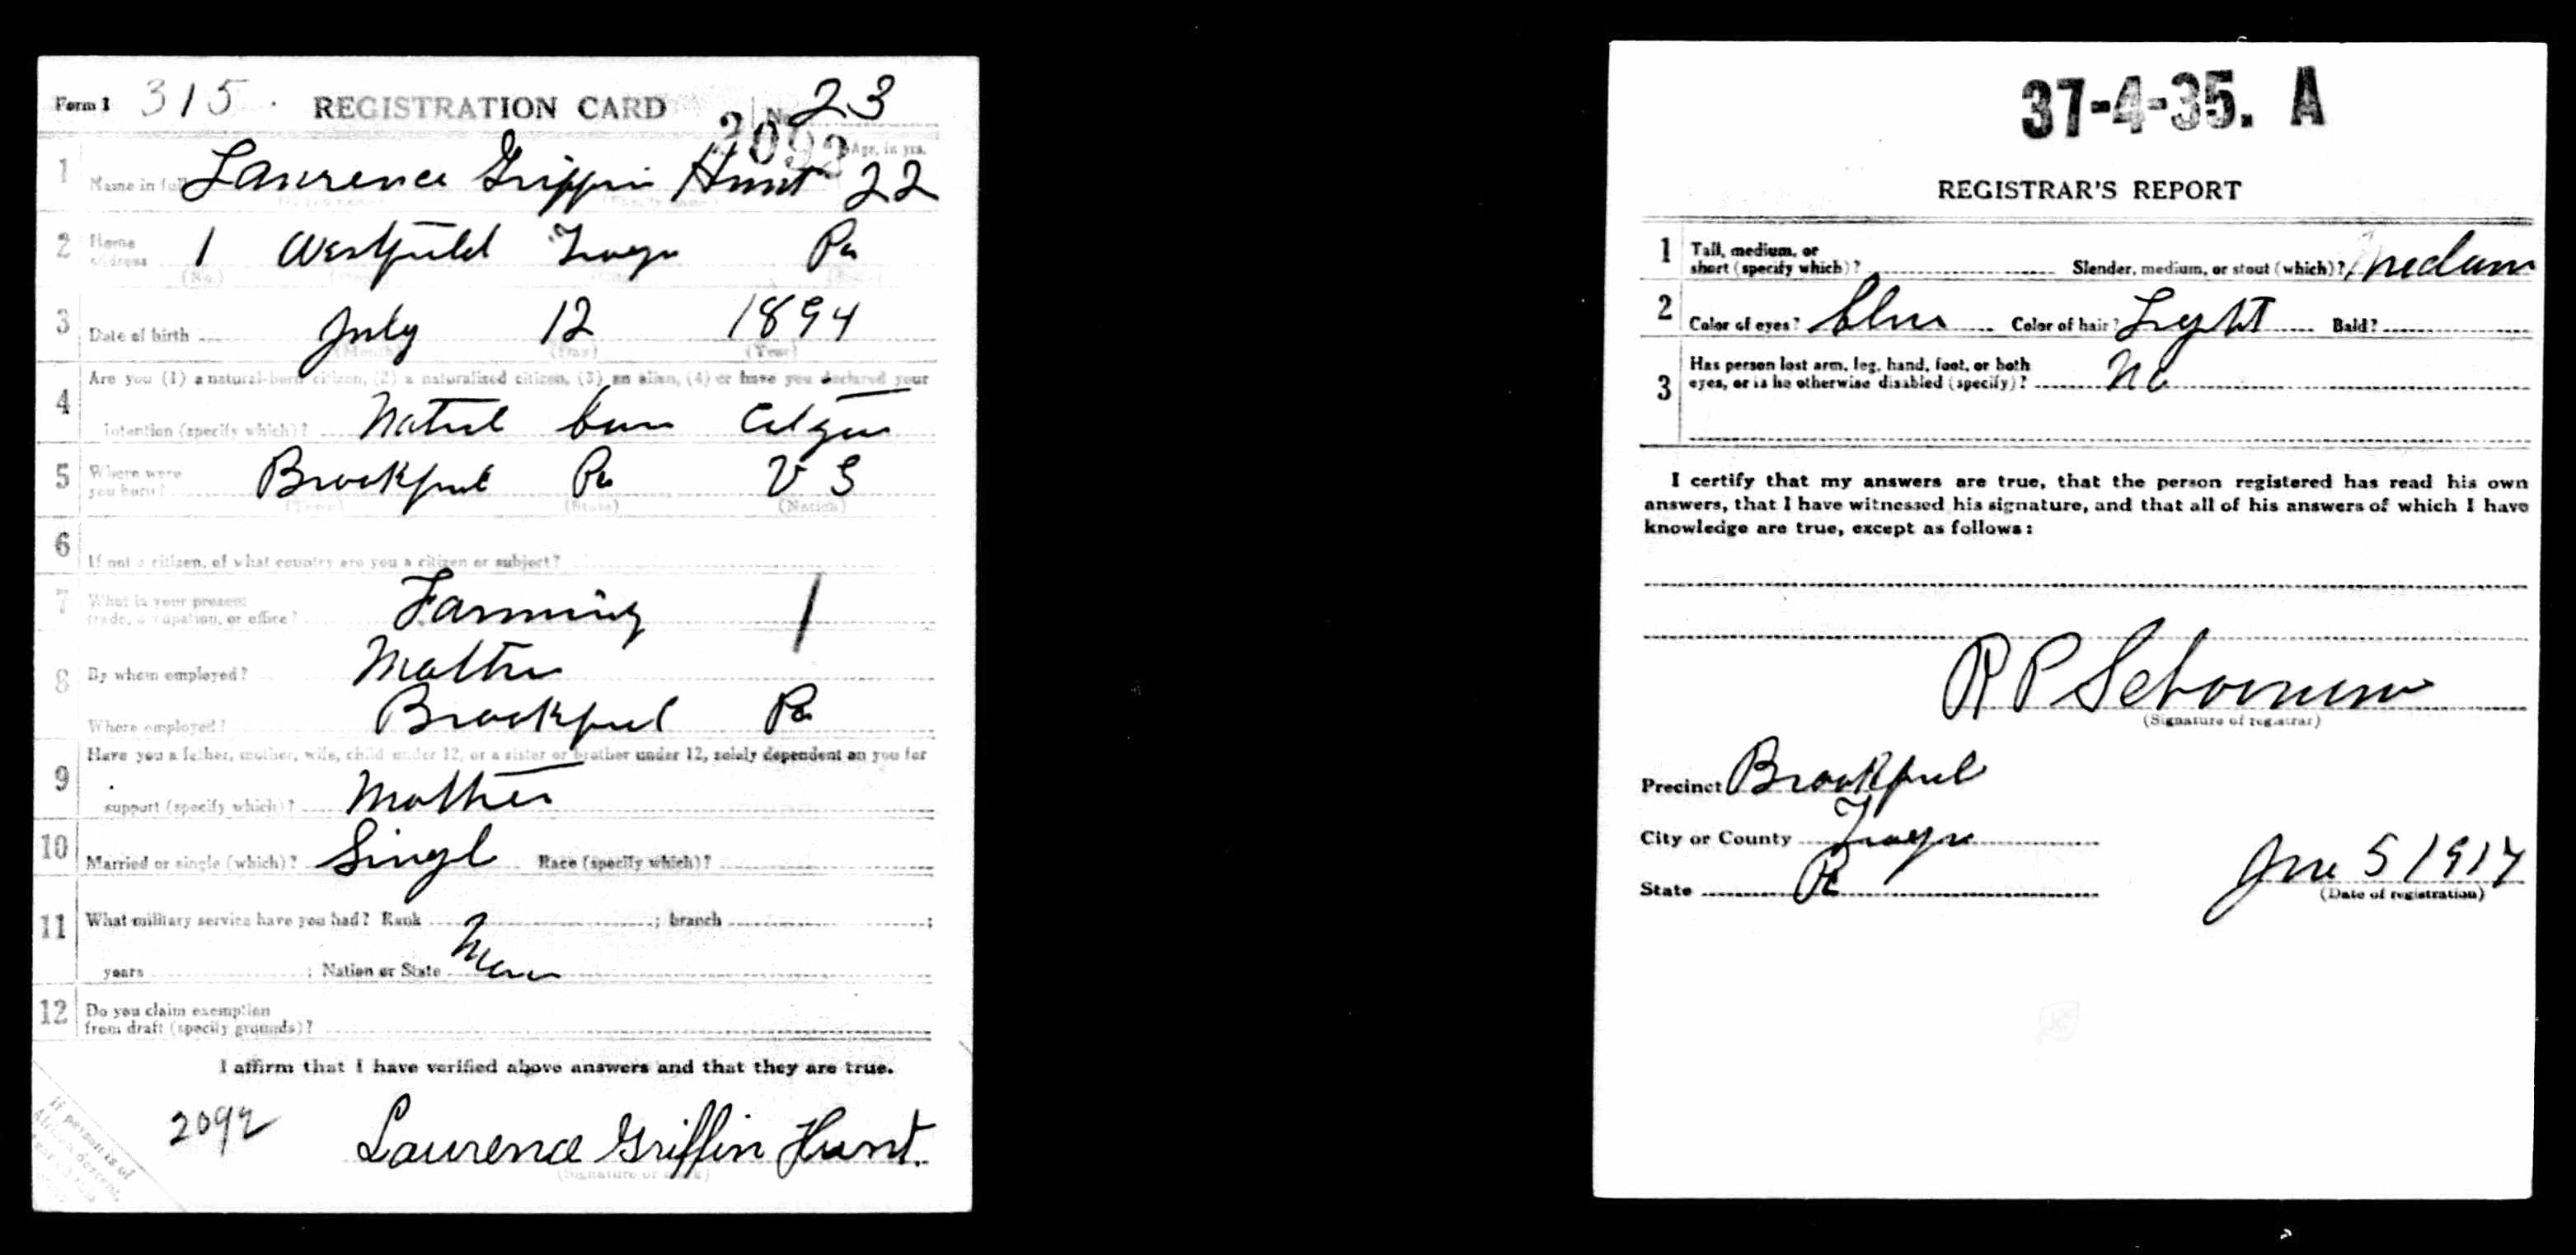 Form 1 315. REGISTRATION CARD No. 23
2092
Age, in yrs.
1 Name in full Lawrence Griffin Hunt 22
2 Home address 1 Westfield Tioga Pa
(No.)
3 Date of birth July 12 1894
(Month) (Day) (Year)
4 Are you (1) a natural-born citizen, (2) a naturalized citizen, (3) an alien, (4) or have you declared your
intention (specify which)? Natul born Citizen
5 Where were you born? Brookfield Pa U S
(Town) (State) (Nation)
6 If not a citizen, of what country are you a citizen or subject?
7 What is your present
trade, occupation, or office? Farming 1
8 By whom employed? Mother
Where employed? Brookfield Pa
9 Have you a father, mother, wife, child under 12, or a sister or brother under 12, solely dependent on you for
support (specify which)? Mother
10 Married or single (which)? Singl Race (specify which)?
11 What military service have you had? Rank ; branch ;
years ; Nation or State None
12 Do you claim exemption
from draft (specify grounds)?
I affirm that I have verified above answers and that they are true.
2092 Lawrence Griffin Hunt.
(Signature or mark)
If person is of
African descent,
37-4-35. A
REGISTRAR'S REPORT
1 Tall, medium, or
short (specify which)? Slender, medium, or stout (which)? Medium
2 Color of eyes? Blue Color of hair? Light Bald?
3 Has person lost arm, leg, hand, foot, or both
eyes, or is he otherwise disabled (specify)? No
I certify that my answers are true, that the person registered has read his own
answers, that I have witnessed his signature, and that all of his answers of which I have
knowledge are true, except as follows:
R P Schoonover
(Signature of registrar)
Precinct Brookfield
City or County Tioga
State Pa June 5 1917
(Date of registration)